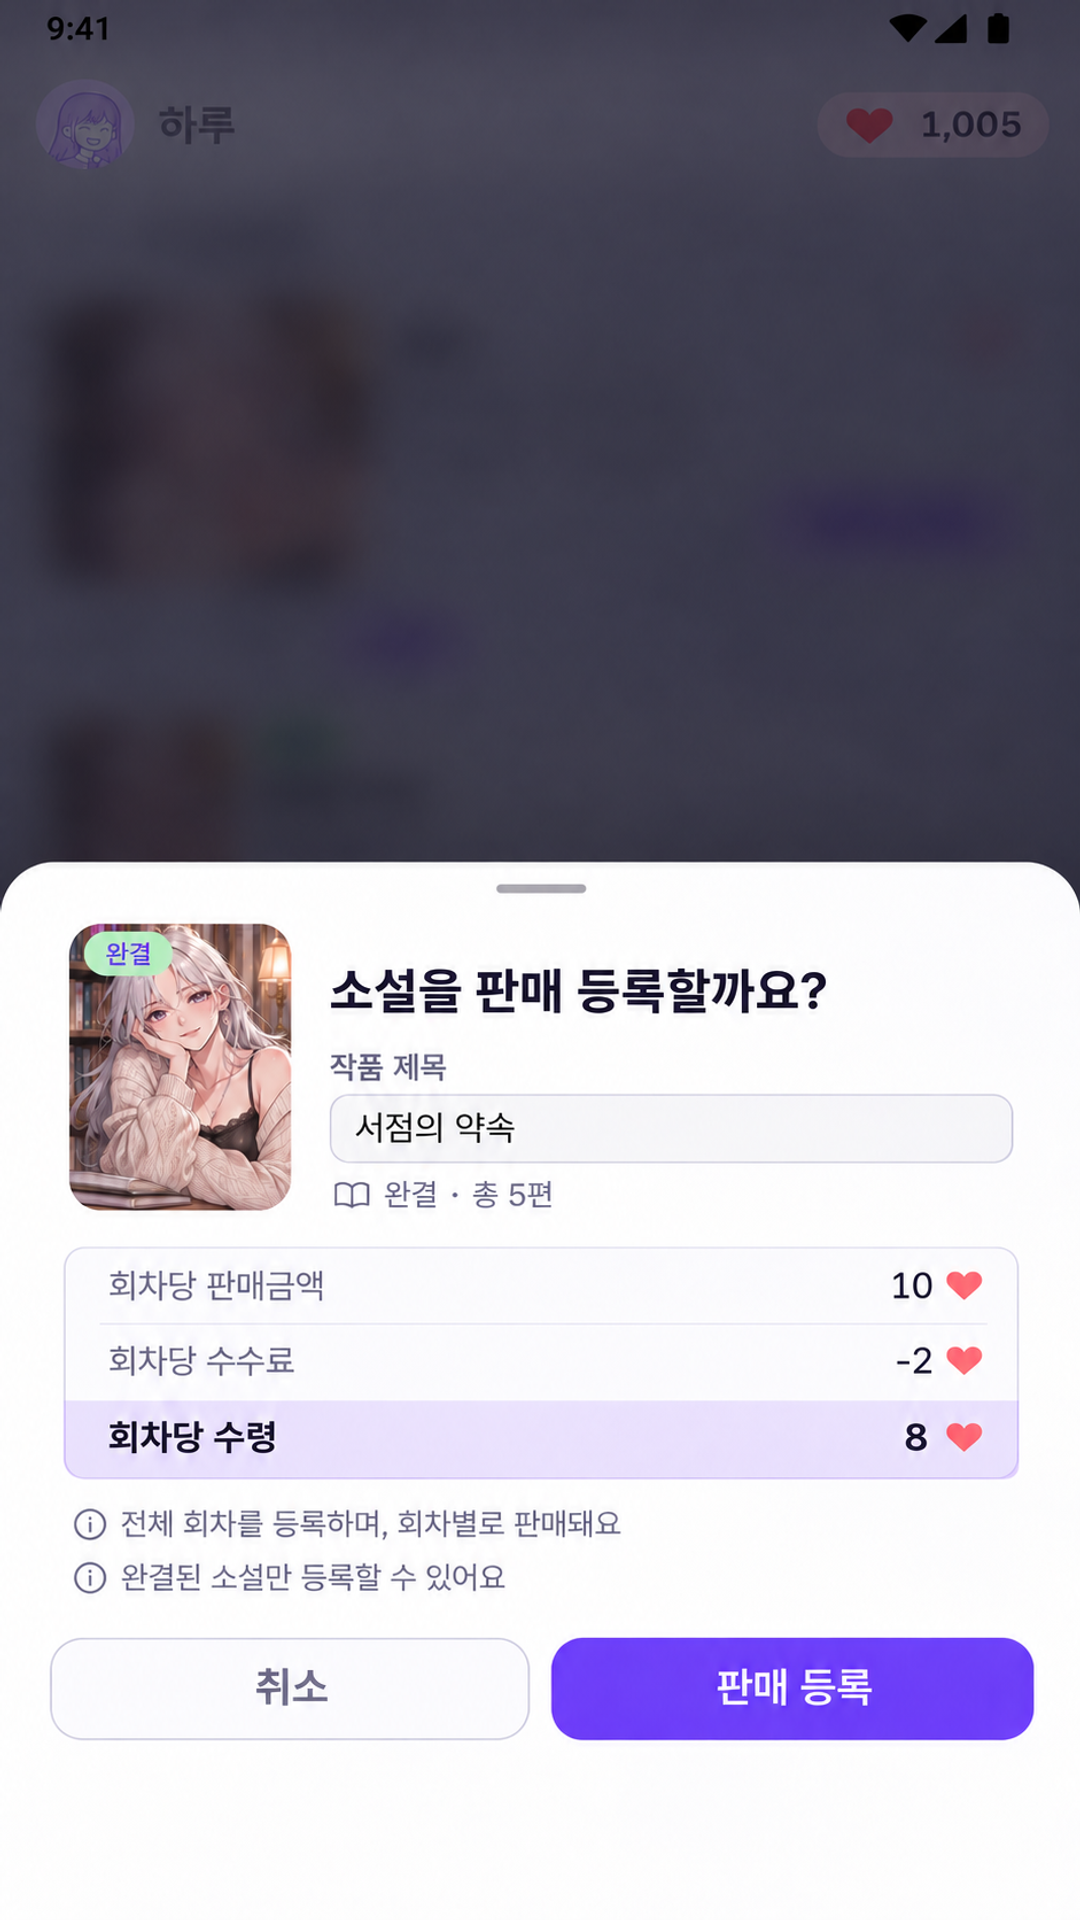 9:41
하루
1,005
완결
소설을 판매 등록할까요?
작품 제목
서점의 약속
완결 · 총 5편
회차당 판매금액
10
회차당 수수료
-2
회차당 수령
8
전체 회차를 등록하며, 회차별로 판매돼요
완결된 소설만 등록할 수 있어요
취소
판매 등록